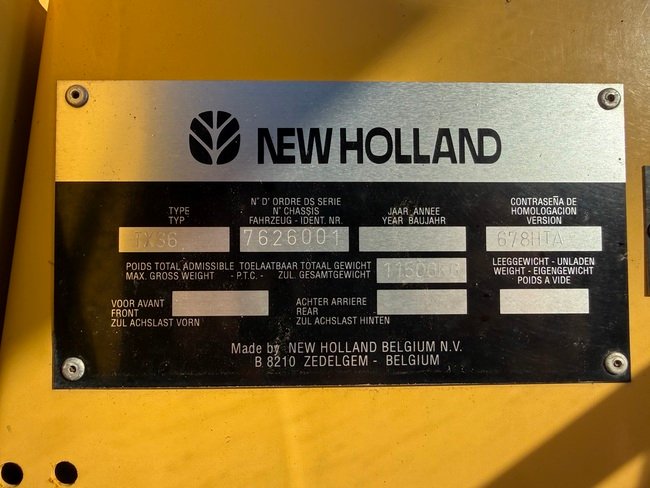 NEW HOLLAND
TYPE
TYP
N° D' ORDRE DS SERIE
N° CHASSIS
FAHRZEUG - IDENT. NR.
JAAR ANNEE
YEAR BAUJAHR
CONTRASEÑA DE
HOMOLOGACION
VERSION
TX36 7626001 678HTA
POIDS TOTAL ADMISSIBLE TOELAATBAAR TOTAAL GEWICHT
MAX. GROSS WEIGHT - P.T.C. - ZUL. GESAMTGEWICHT
11500KG
LEEGGEWICHT - UNLADEN
WEIGHT - EIGENGEWICHT
POIDS A VIDE
VOOR AVANT
FRONT
ZUL ACHSLAST VORN
ACHTER ARRIERE
REAR
ZUL ACHSLAST HINTEN
Made by NEW HOLLAND BELGIUM N.V.
B 8210 ZEDELGEM - BELGIUM